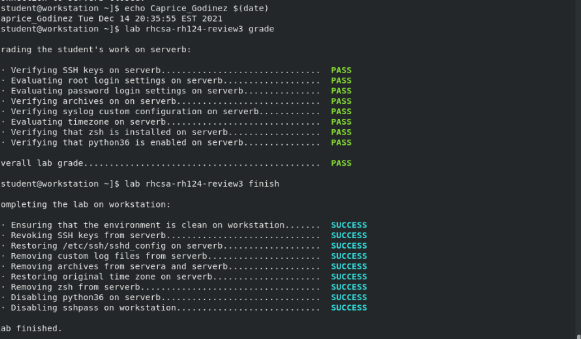 student@workstation ~]$ echo Caprice_Godinez $(date)
aprice_Godinez Tue Dec 14 20:35:55 EST 2021
student@workstation ~]$ lab rhcsa-rh124-review3 grade
rading the student's work on serverb:
· Verifying SSH keys on serverb............................... PASS
· Evaluating root login settings on serverb................... PASS
· Evaluating password login settings on serverb............... PASS
· Verifying archives on on serverb............................ PASS
· Verifying syslog custom configuration on serverb............ PASS
· Evaluating timezone on serverb.............................. PASS
· Verifying that zsh is installed on serverb.................. PASS
· Verifying that python36 is enabled on serverb............... PASS
verall lab grade.............................................. PASS
student@workstation ~]$ lab rhcsa-rh124-review3 finish
ompleting the lab on workstation:
· Ensuring that the environment is clean on workstation....... SUCCESS
· Revoking SSH keys from serverb.............................. SUCCESS
· Restoring /etc/ssh/sshd_config on serverb................... SUCCESS
· Removing custom log files from serverb...................... SUCCESS
· Removing archives from servera and serverb.................. SUCCESS
· Restoring original time zone on serverb..................... SUCCESS
· Removing zsh from serverb................................... SUCCESS
· Disabling python36 on serverb............................... SUCCESS
· Disabling sshpass on workstation............................ SUCCESS
ab finished.